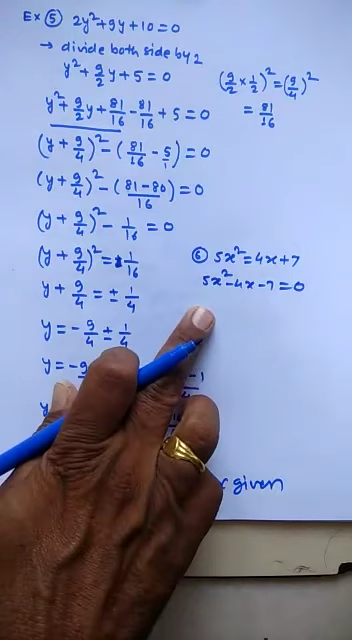 Ex ⑤ 2y²+9y+10=0
→ divide both side by 2
y²+9/2 y+5=0
(9/2 × 1/2)² = (9/4)²
= 81/16
y²+9/2 y+81/16-81/16+5=0
(y+9/4)²-(81/16-5/1)=0
(y+9/4)²-(81-80/16)=0
(y+9/4)²-1/16=0
(y+9/4)²=1/16
y+9/4=±1/4
y=-9/4±1/4
y=-9
-1
y
⑥ 5x²=4x+7
5x²-4x-7=0
given